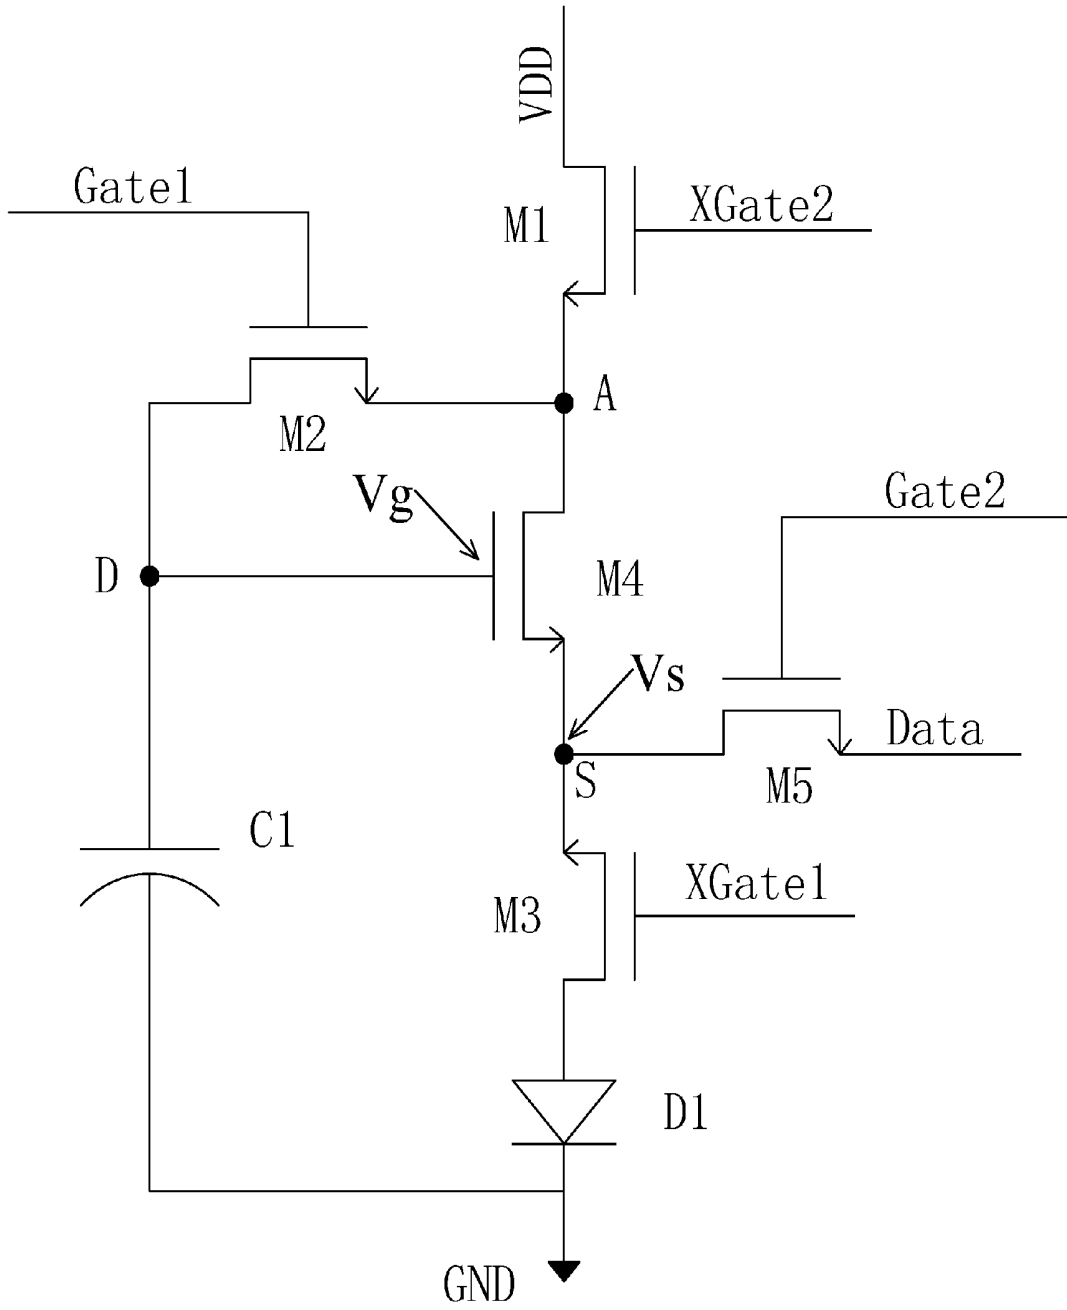 VDD
Gate1
XGate2
M1
A
M2
Vg
Gate2
D
M4
Vs
Data
S
M5
C1
XGate1
M3
D1
GND